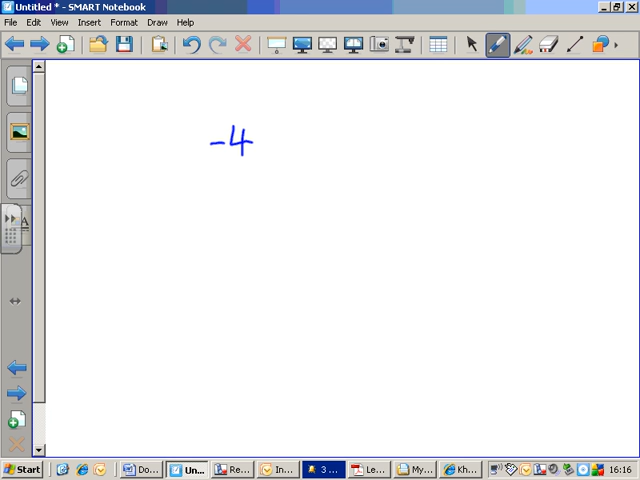 Untitled * - SMART Notebook
File Edit View Insert Format Draw Help
-4
A
Start Do... Un... Re... In... 3 ... Le... My... Kh... 16:16